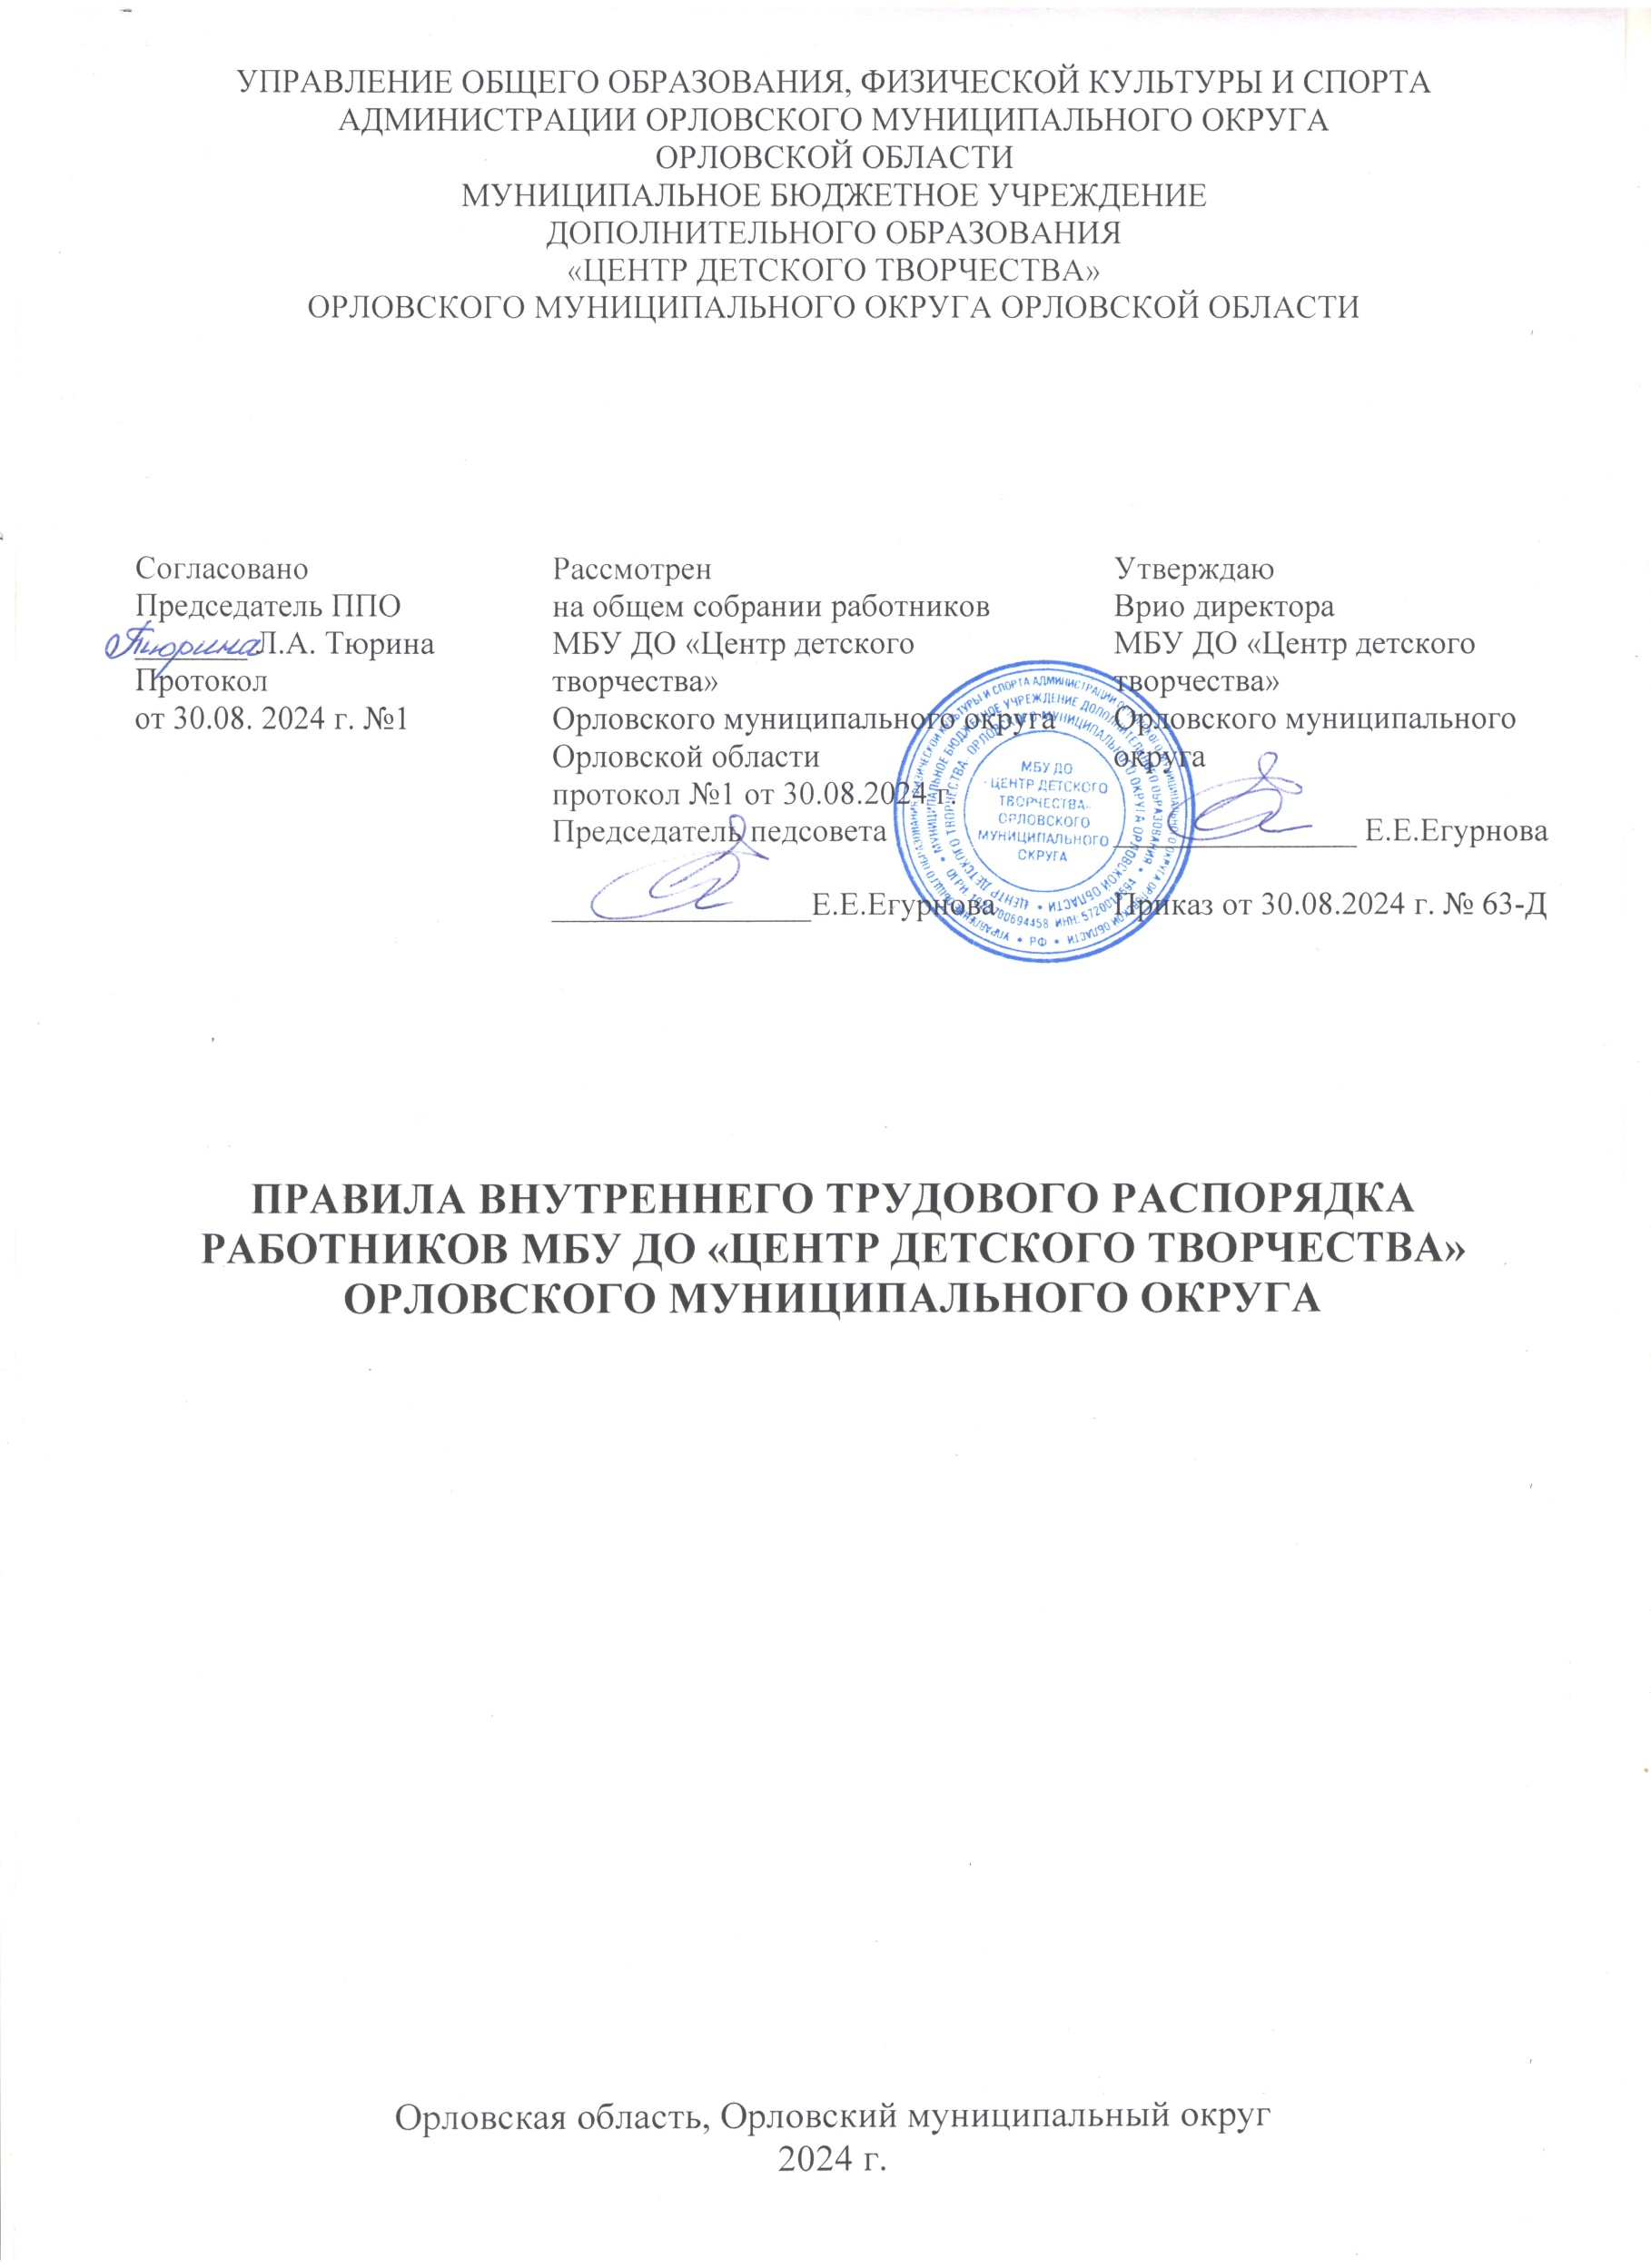 УПРАВЛЕНИЕ ОБЩЕГО ОБРАЗОВАНИЯ, ФИЗИЧЕСКОЙ КУЛЬТУРЫ И СПОРТА
АДМИНИСТРАЦИИ ОРЛОВСКОГО МУНИЦИПАЛЬНОГО ОКРУГА
ОРЛОВСКОЙ ОБЛАСТИ
МУНИЦИПАЛЬНОЕ БЮДЖЕТНОЕ УЧРЕЖДЕНИЕ
ДОПОЛНИТЕЛЬНОГО ОБРАЗОВАНИЯ
«ЦЕНТР ДЕТСКОГО ТВОРЧЕСТВА»
ОРЛОВСКОГО МУНИЦИПАЛЬНОГО ОКРУГА ОРЛОВСКОЙ ОБЛАСТИ
Согласовано
Председатель ППО
Тюрина Л.А. Тюрина
Протокол
от 30.08. 2024 г. №1
Рассмотрен
на общем собрании работников
МБУ ДО «Центр детского
творчества»
Орловского муниципального округа
Орловской области
протокол №1 от 30.08.2024 г.
Председатель педсовета
Е.Е.Егурнова
Утверждаю
Врио директора
МБУ ДО «Центр детского
творчества»
Орловского муниципального
округа
Е.Е.Егурнова
Приказ от 30.08.2024 г. № 63-Д
МБУ ДО
ЦЕНТР ДЕТСКОГО
ТВОРЧЕСТВА»
ОРЛОВСКОГО
МУНИЦИПАЛЬНОГО
ОКРУГА
ПРАВИЛА ВНУТРЕННЕГО ТРУДОВОГО РАСПОРЯДКА
РАБОТНИКОВ МБУ ДО «ЦЕНТР ДЕТСКОГО ТВОРЧЕСТВА»
ОРЛОВСКОГО МУНИЦИПАЛЬНОГО ОКРУГА
Орловская область, Орловский муниципальный округ
2024 г.